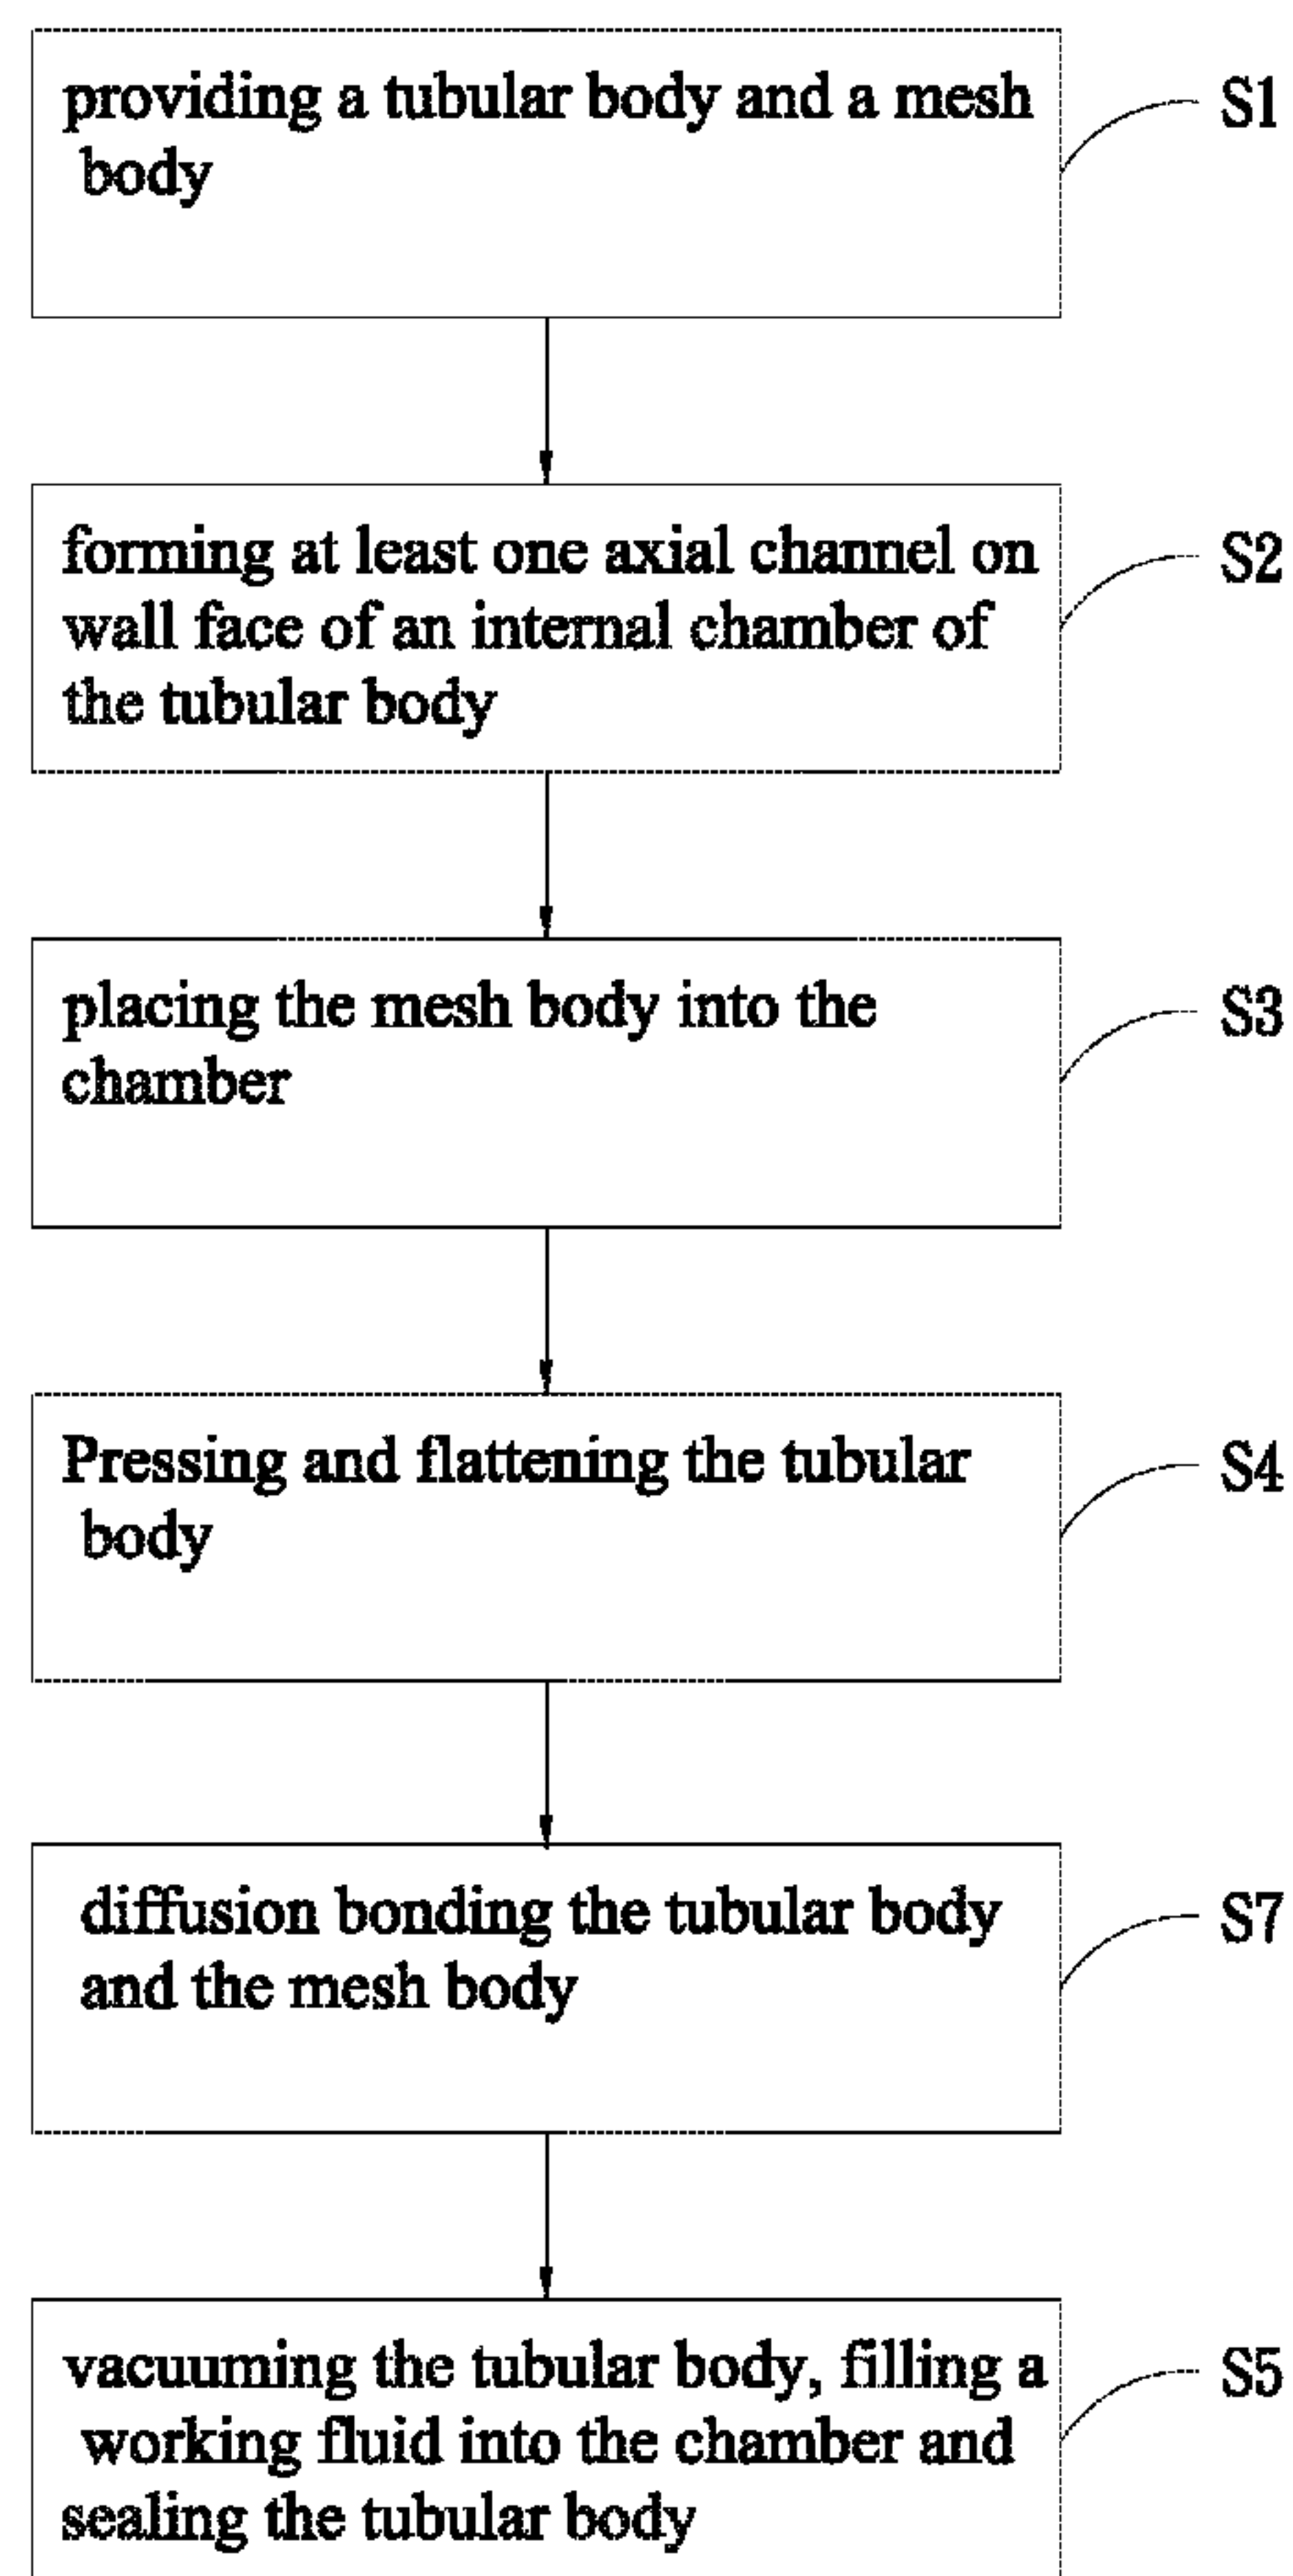 providing a tubular body and a mesh
body
S1
forming at least one axial channel on
wall face of an internal chamber of
the tubular body
S2
placing the mesh body into the
chamber
S3
Pressing and flattening the tubular
body
S4
diffusion bonding the tubular body
and the mesh body
S7
vacuuming the tubular body, filling a
working fluid into the chamber and
sealing the tubular body
S5